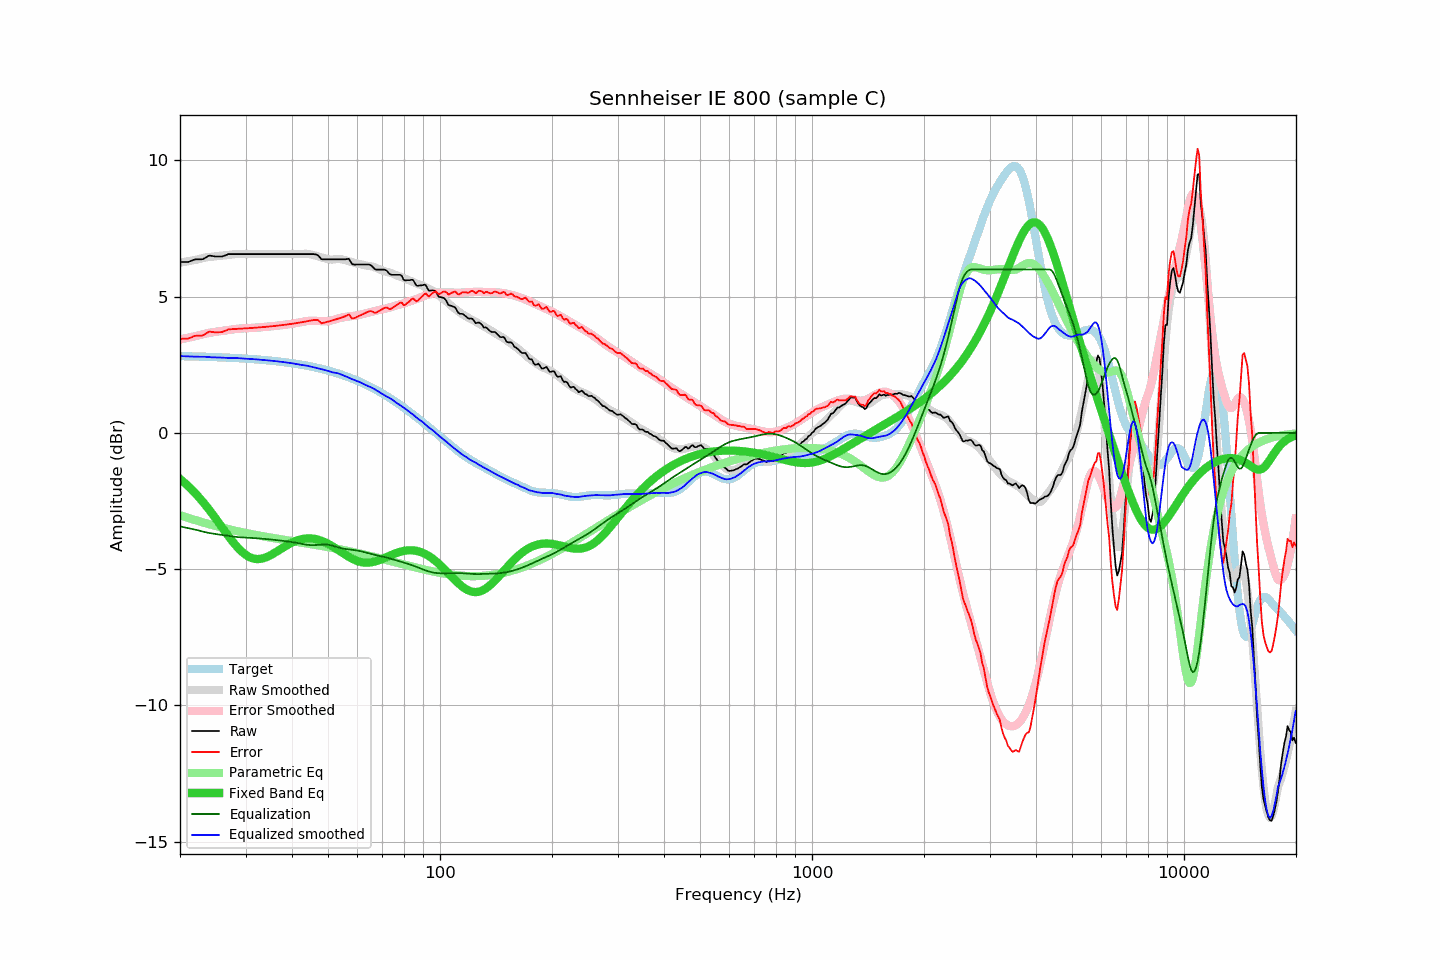 Sennheiser IE 800 (sample C)
10
5
0
−5
−10
−15
Amplitude (dBr)
Target
Raw Smoothed
Error Smoothed
Raw
Error
Parametric Eq
Fixed Band Eq
Equalization
Equalized smoothed
100
1000
10000
Frequency (Hz)